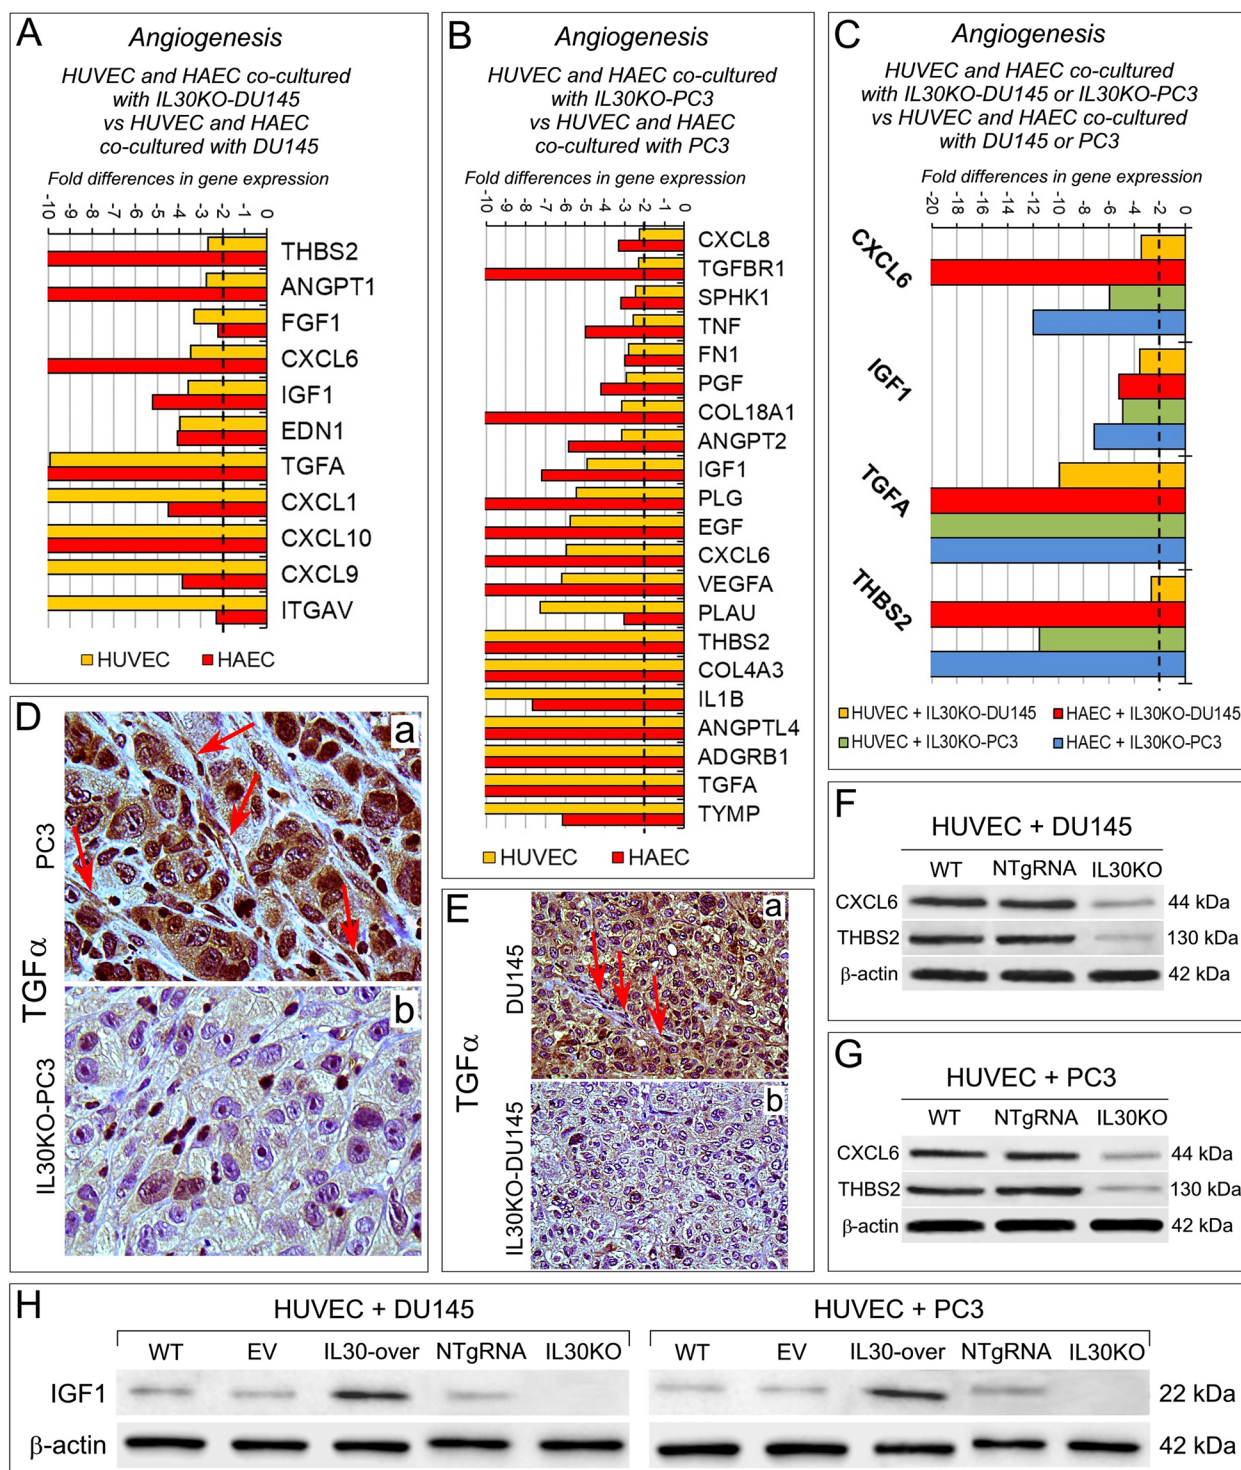 A
Angiogenesis
HUVEC and HAEC co-cultured
with IL30KO-DU145
vs HUVEC and HAEC
co-cultured with DU145
Fold differences in gene expression
-10 -9 -8 -7 -6 -5 -4 -3 -2 -1 0
THBS2
ANGPT1
FGF1
CXCL6
IGF1
EDN1
TGFA
CXCL1
CXCL10
CXCL9
ITGAV
HUVEC HAEC
B
Angiogenesis
HUVEC and HAEC co-cultured
with IL30KO-PC3
vs HUVEC and HAEC
co-cultured with PC3
Fold differences in gene expression
-10 -9 -8 -7 -6 -5 -4 -3 -2 -1 0
CXCL8
TGFBR1
SPHK1
TNF
FN1
PGF
COL18A1
ANGPT2
IGF1
PLG
EGF
CXCL6
VEGFA
PLAU
THBS2
COL4A3
IL1B
ANGPTL4
ADGRB1
TGFA
TYMP
HUVEC HAEC
C
Angiogenesis
HUVEC and HAEC co-cultured
with IL30KO-DU145 or IL30KO-PC3
vs HUVEC and HAEC co-cultured
with DU145 or PC3
Fold differences in gene expression
-20 -18 -16 -14 -12 -10 -8 -6 -4 -2 0
CXCL6
IGF1
TGFA
THBS2
HUVEC + IL30KO-DU145 HAEC + IL30KO-DU145
HUVEC + IL30KO-PC3 HAEC + IL30KO-PC3
D
a
PC3
TGFα
b
IL30KO-PC3
E
a
DU145
TGFα
b
IL30KO-DU145
F
HUVEC + DU145
WT NTgRNA IL30KO
CXCL6 44 kDa
THBS2 130 kDa
β-actin 42 kDa
G
HUVEC + PC3
WT NTgRNA IL30KO
CXCL6 44 kDa
THBS2 130 kDa
β-actin 42 kDa
H
HUVEC + DU145 HUVEC + PC3
WT EV IL30-over NTgRNA IL30KO WT EV IL30-over NTgRNA IL30KO
IGF1 22 kDa
β-actin 42 kDa